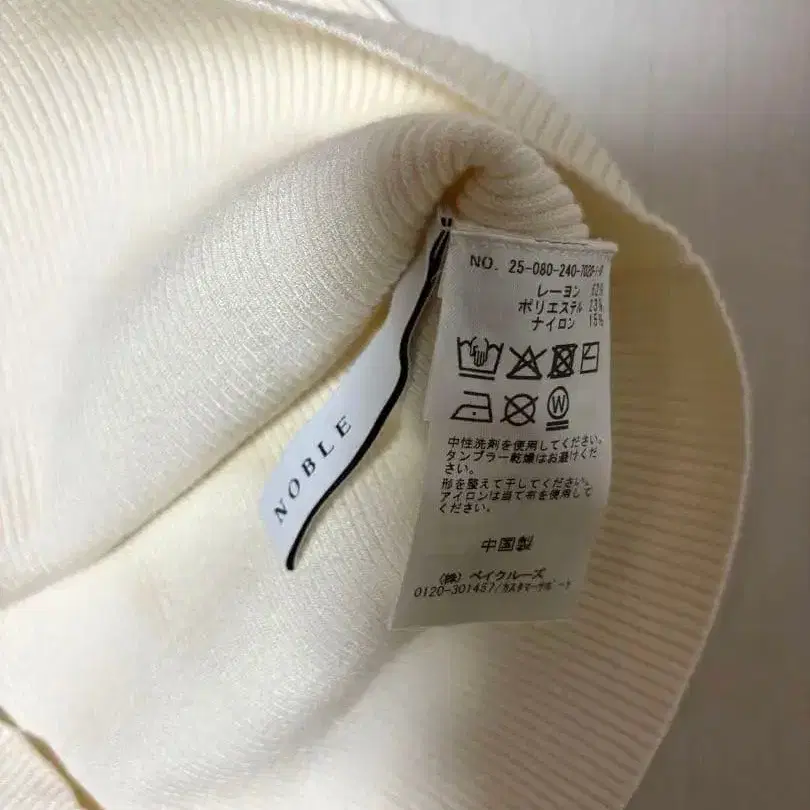 NOBLE
NO. 25-080-240-7020-1-0
レーヨン 62%
ポリエステル 23%
ナイロン 15%
W
中性洗剤を使用してください。
タンブラー乾燥はお避けくだ
さい。
形を整えて干してください。
アイロンは当て布を使用して
ください。
中国製
(株) ベイクルーズ
0120-301457/カスタマーサポート